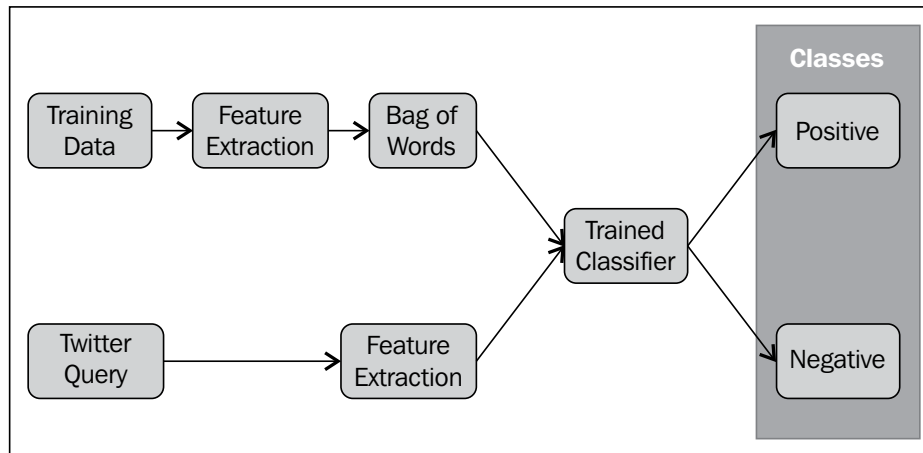 Classes
Training
Data
Feature
Extraction
Bag of
Words
Positive
Trained
Classifier
Twitter
Query
Feature
Extraction
Negative